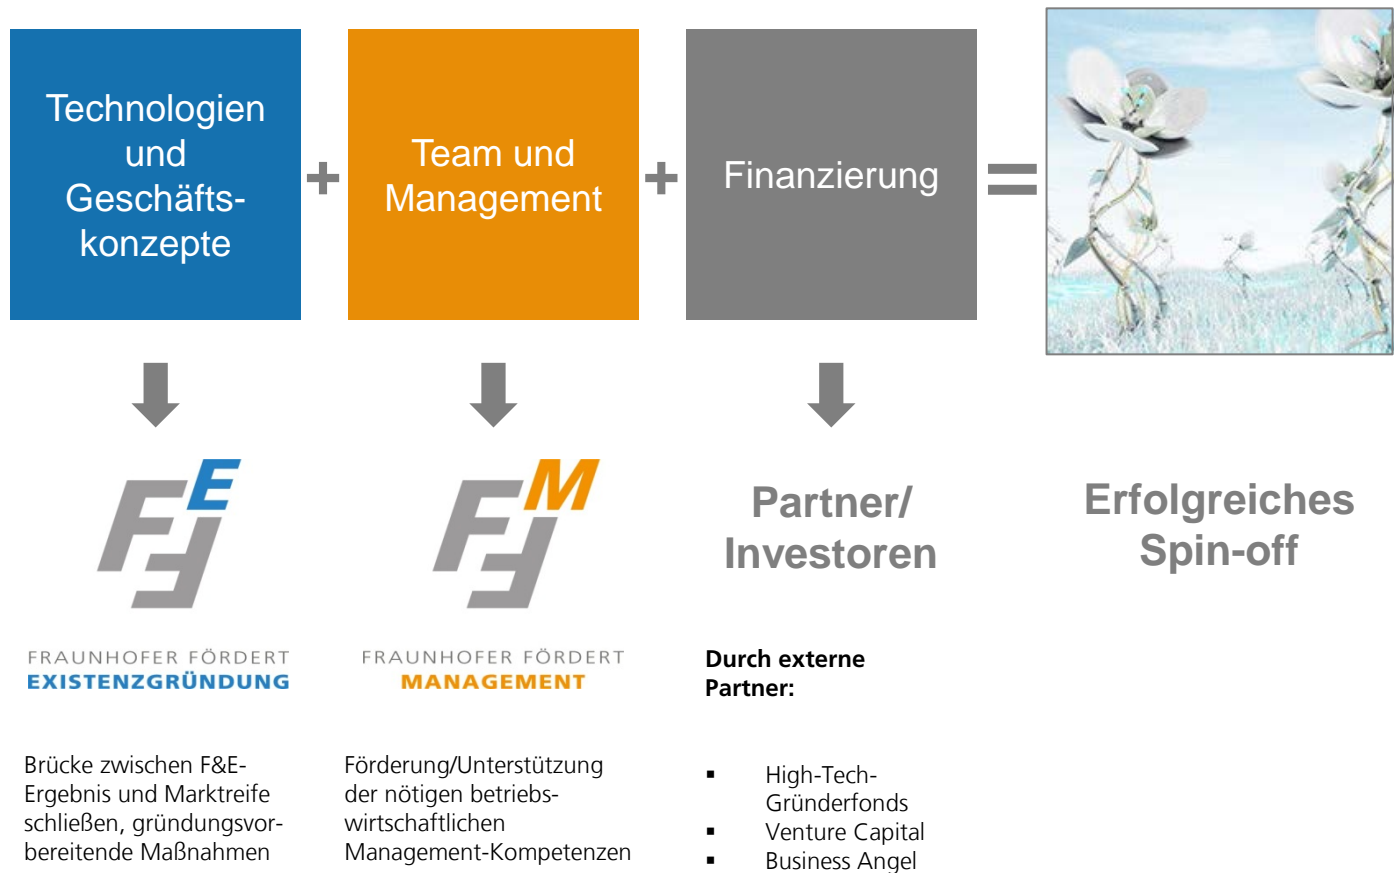 Technologien
und
Geschäfts-
konzepte
+
Team und
Management
+
Finanzierung
=
FFE
FRAUNHOFER FÖRDERT
EXISTENZGRÜNDUNG
Brücke zwischen F&E-
Ergebnis und Marktreife
schließen, gründungsvor-
bereitende Maßnahmen
FFM
FRAUNHOFER FÖRDERT
MANAGEMENT
Förderung/Unterstützung
der nötigen betriebs-
wirtschaftlichen
Management-Kompetenzen
Partner/
Investoren
Durch externe
Partner:
▪ High-Tech-
Gründerfonds
▪ Venture Capital
▪ Business Angel
Erfolgreiches
Spin-off